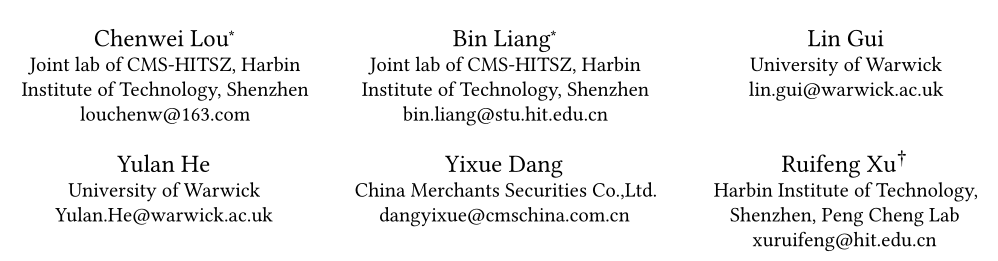 Chenwei Lou*
Joint lab of CMS-HITSZ, Harbin
Institute of Technology, Shenzhen
louchenw@163.com
Bin Liang*
Joint lab of CMS-HITSZ, Harbin
Institute of Technology, Shenzhen
bin.liang@stu.hit.edu.cn
Lin Gui
University of Warwick
lin.gui@warwick.ac.uk
Yulan He
University of Warwick
Yulan.He@warwick.ac.uk
Yixue Dang
China Merchants Securities Co.,Ltd.
dangyixue@cmschina.com.cn
Ruifeng Xu†
Harbin Institute of Technology,
Shenzhen, Peng Cheng Lab
xuruifeng@hit.edu.cn